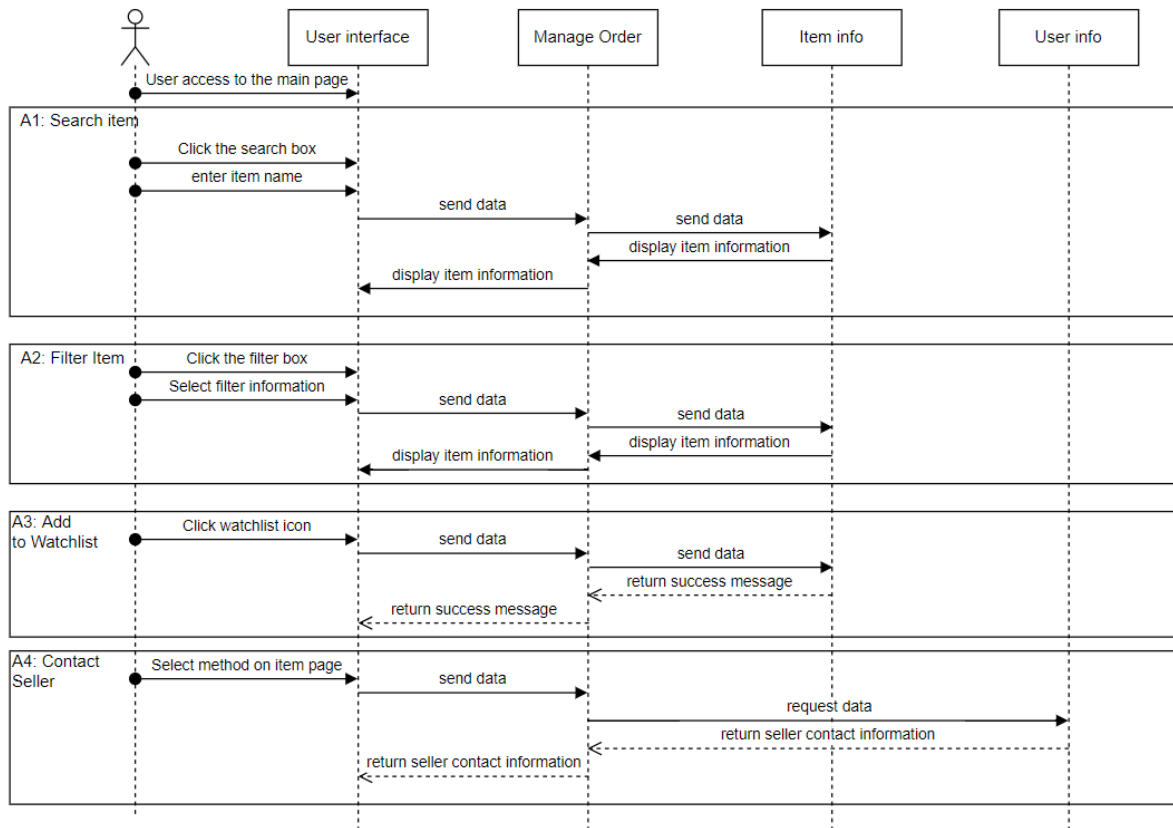 User interface
Manage Order
Item info
User info
User access to the main page
A1: Search item
Click the search box
enter item name
send data
send data
display item information
display item information
A2: Filter Item
Click the filter box
Select filter information
send data
send data
display item information
display item information
A3: Add
to Watchlist
Click watchlist icon
send data
send data
return success message
return success message
A4: Contact
Seller
Select method on item page
send data
request data
return seller contact information
return seller contact information